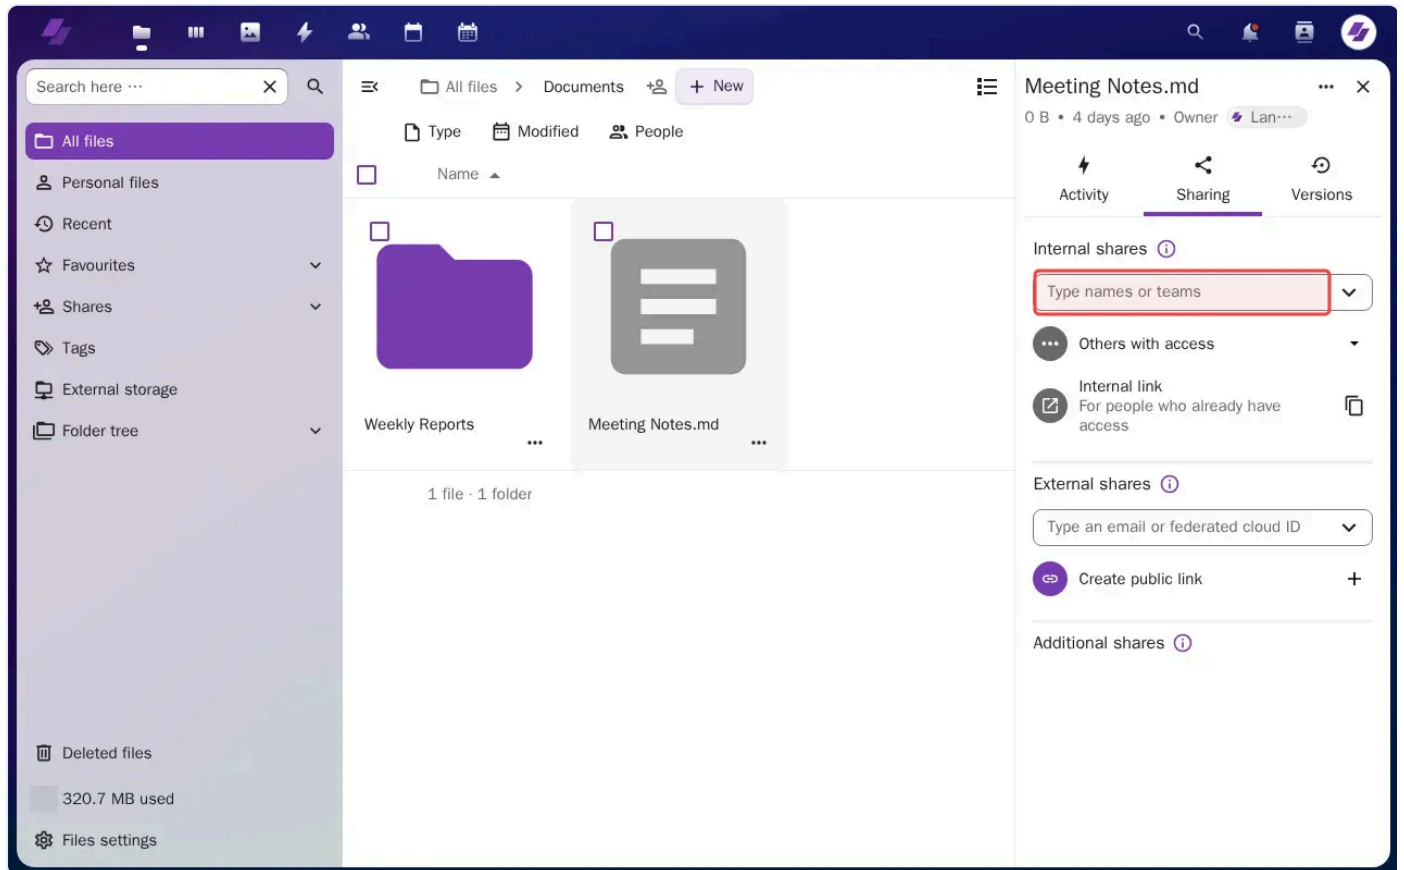 Search here ...
All files
Personal files
Recent
Favourites
Shares
Tags
External storage
Folder tree
Deleted files
320.7 MB used
Files settings
All files > Documents
+ New
Type
Modified
People
Name
Weekly Reports
...
Meeting Notes.md
...
1 file · 1 folder
Meeting Notes.md
...
0 B • 4 days ago • Owner Lan...
Activity
Sharing
Versions
Internal shares
Type names or teams
Others with access
Internal link
For people who already have
access
External shares
Type an email or federated cloud ID
Create public link
Additional shares